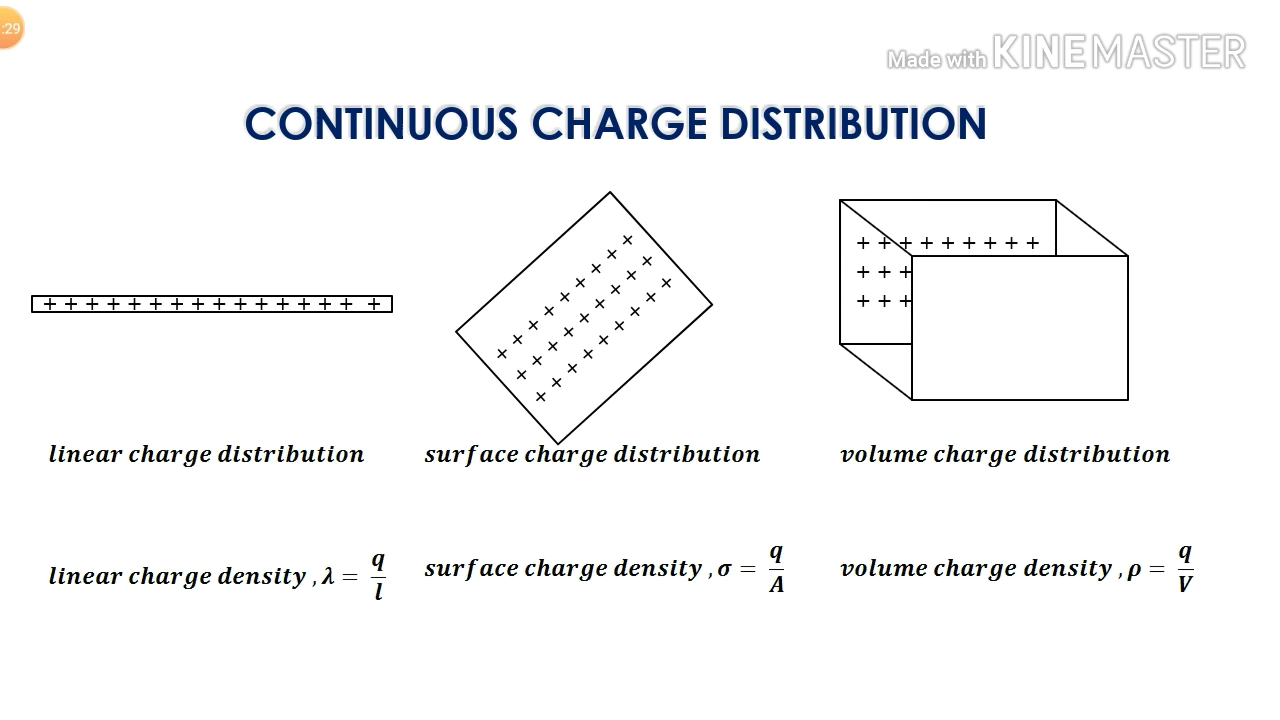 :29
Made with KINEMASTER
CONTINUOUS CHARGE DISTRIBUTION
+ + + + + + + + + + + + + + + +
× × × × × × × × ×
× × × × × × × × ×
× × × × × × × × ×
+ + + + + + + + +
+ + +
+ + +
linear charge distribution
surface charge distribution
volume charge distribution
linear charge density , λ = q/l
surface charge density , σ = q/A
volume charge density , ρ = q/V